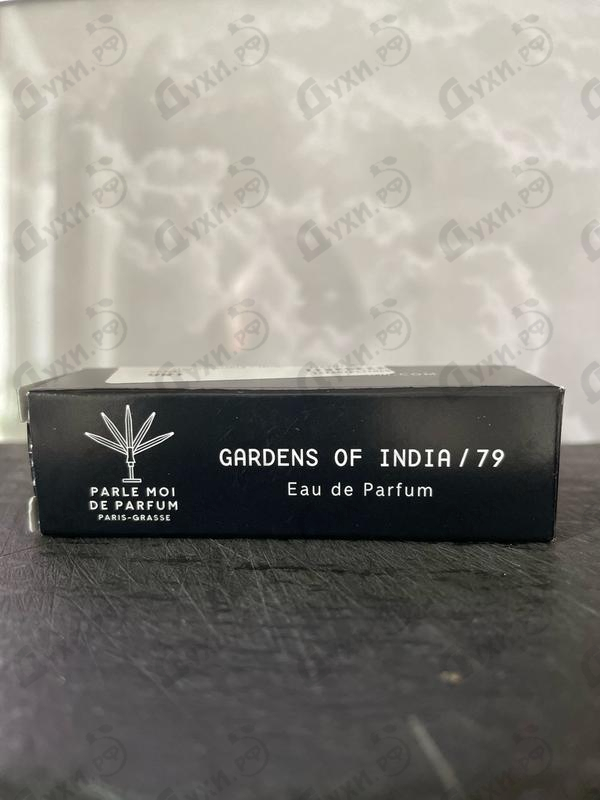 PARLE MOI
DE PARFUM
PARIS-GRASSE
GARDENS OF INDIA / 79
Eau de Parfum
Духи.рф